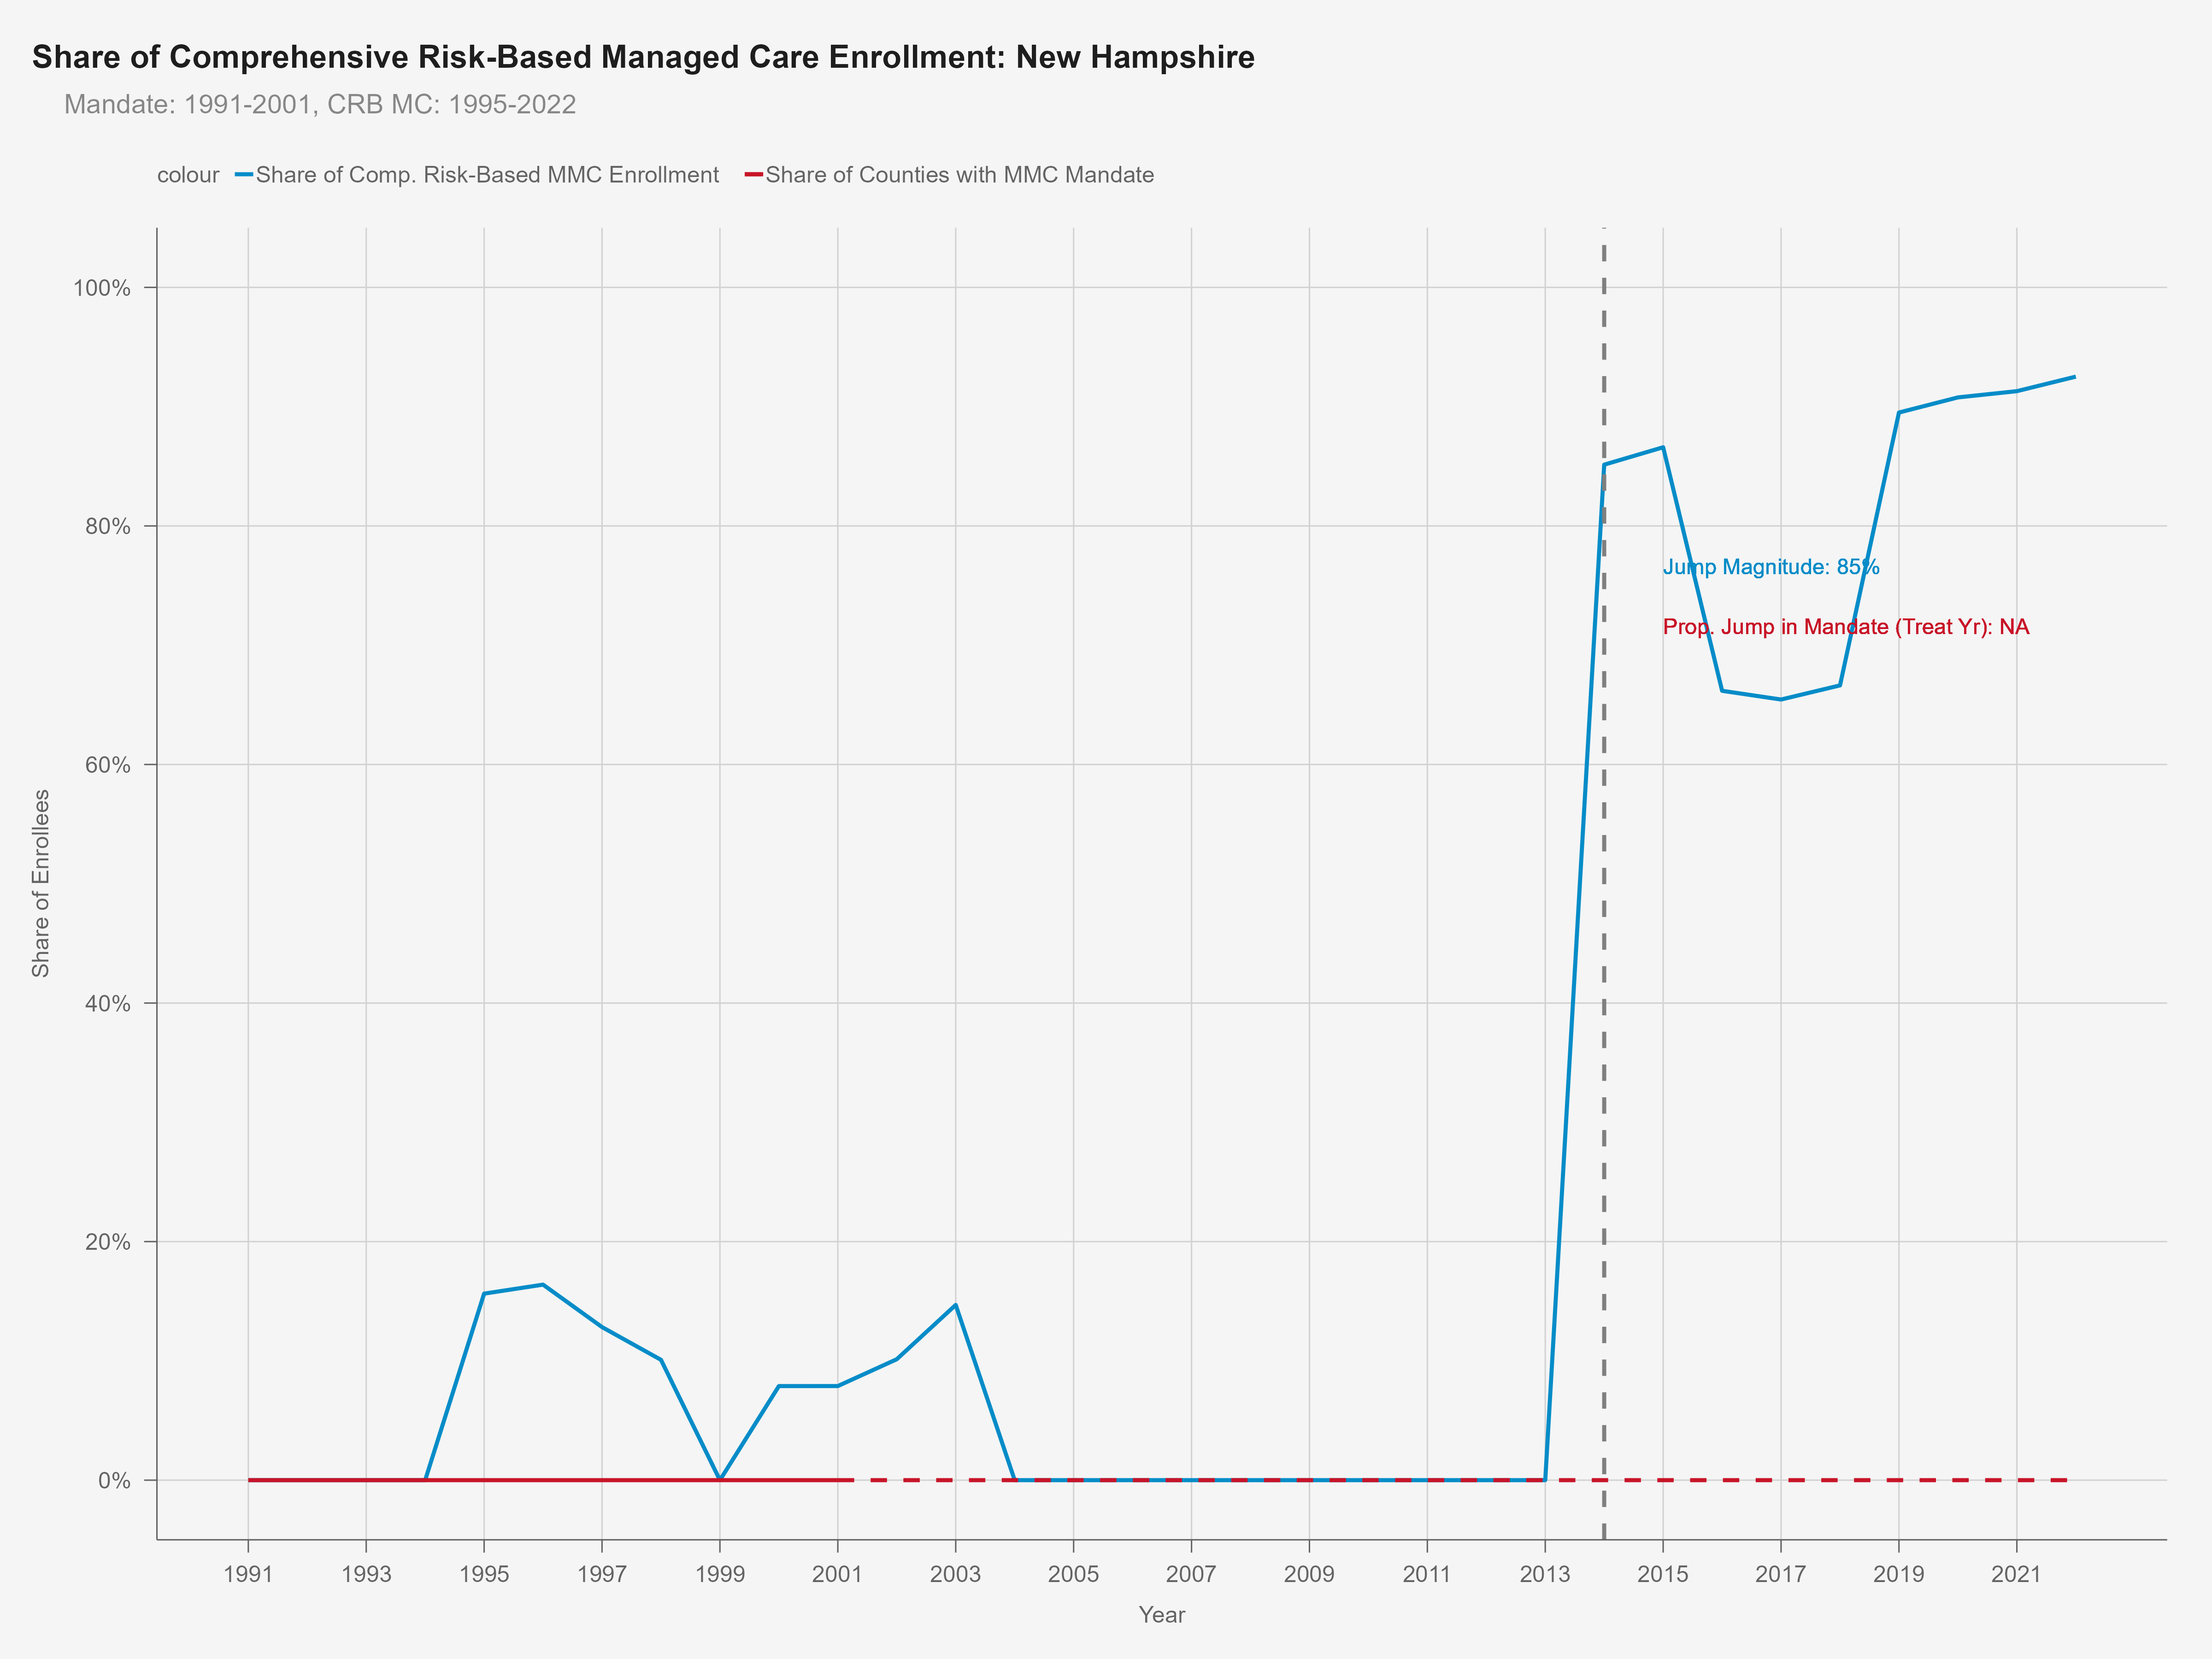 Share of Comprehensive Risk-Based Managed Care Enrollment: New Hampshire
Mandate: 1991-2001, CRB MC: 1995-2022
colour Share of Comp. Risk-Based MMC Enrollment Share of Counties with MMC Mandate
100%
80%
60%
40%
20%
0%
Share of Enrollees
Jump Magnitude: 85%
Prop. Jump in Mandate (Treat Yr): NA
1991 1993 1995 1997 1999 2001 2003 2005 2007 2009 2011 2013 2015 2017 2019 2021
Year